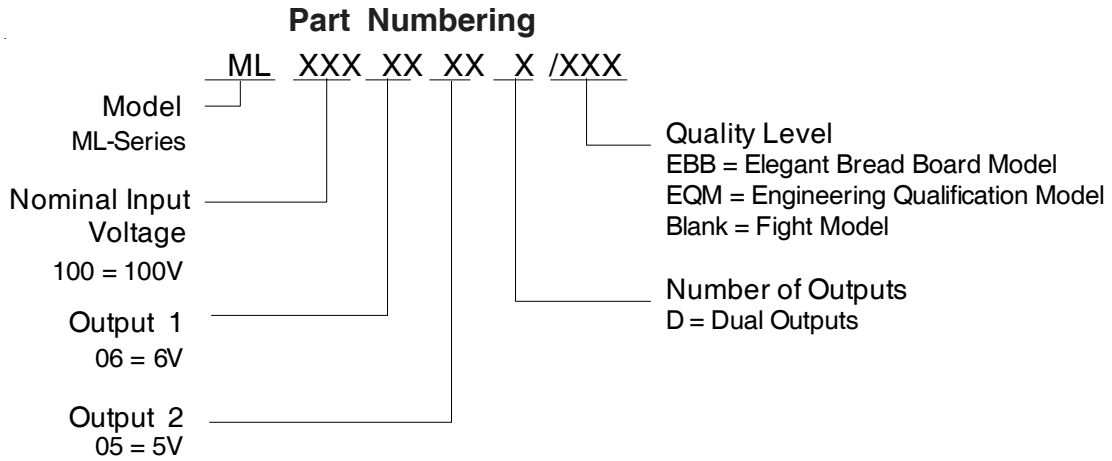 Part Numbering
ML XXX XX XX X /XXX
Model
ML-Series
Nominal Input
Voltage
100 = 100V
Output 1
06 = 6V
Output 2
05 = 5V
Quality Level
EBB = Elegant Bread Board Model
EQM = Engineering Qualification Model
Blank = Fight Model
Number of Outputs
D = Dual Outputs